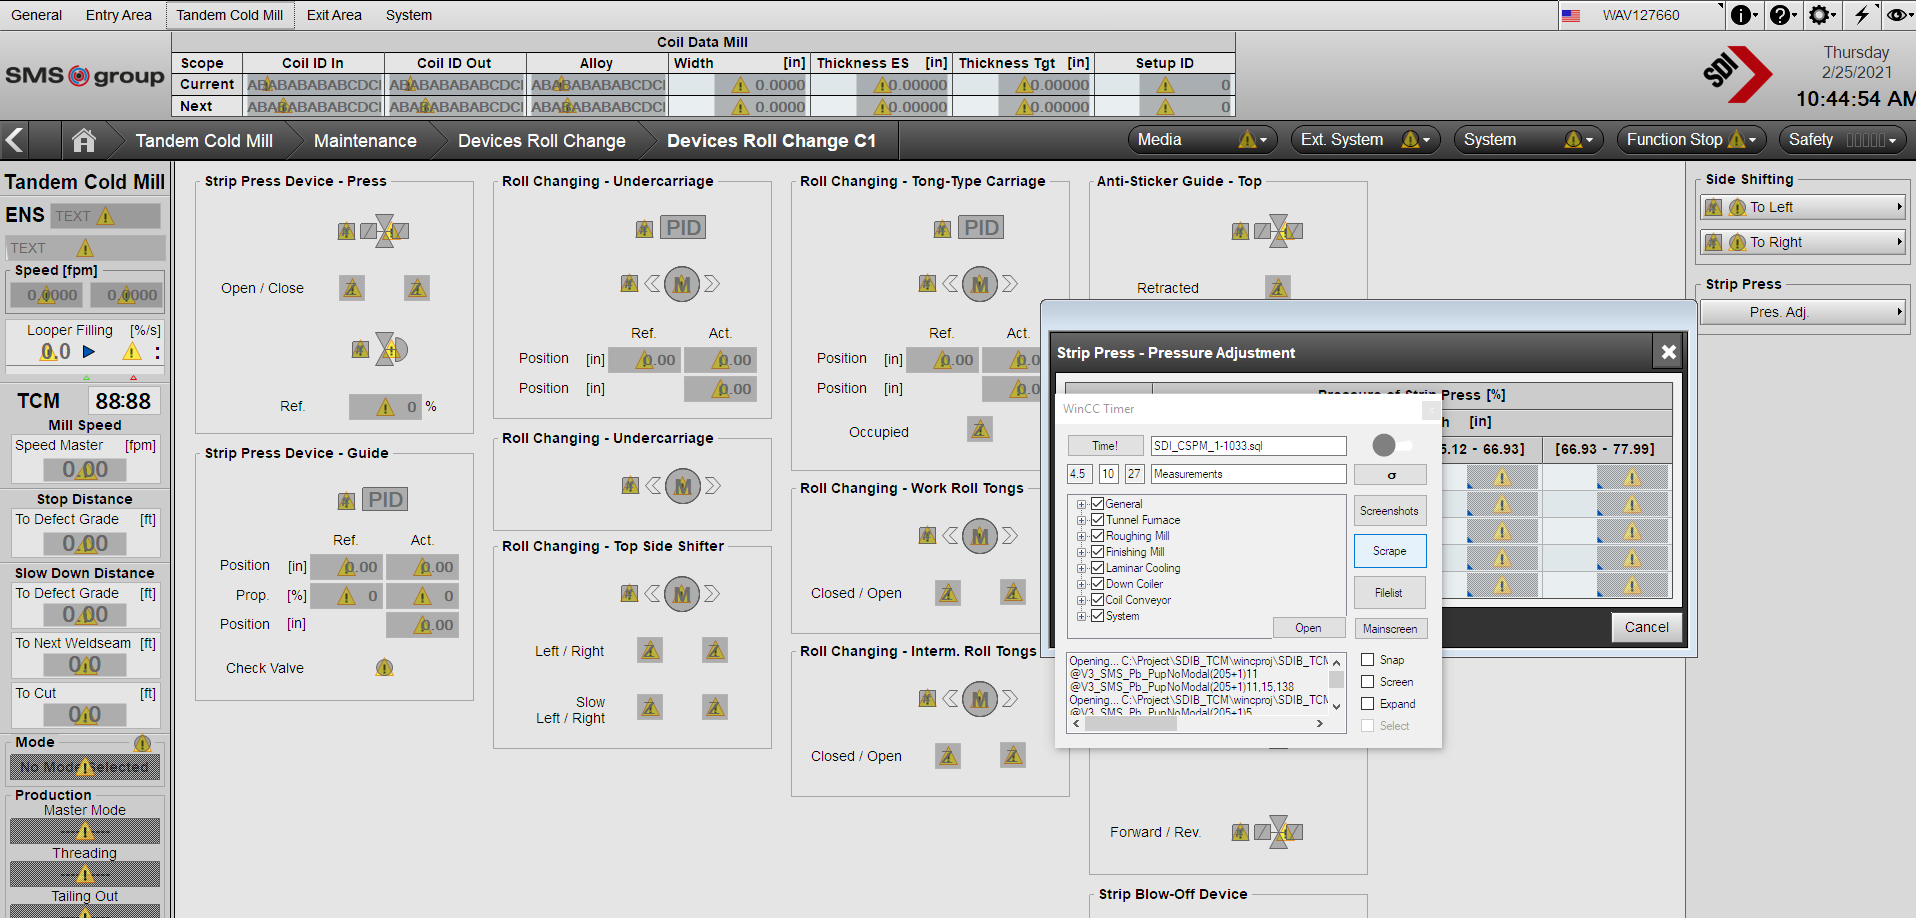 General Entry Area Tandem Cold Mill Exit Area System WAV127660
SMS group
Coil Data Mill
Scope Coil ID In Coil ID Out Alloy Width [in] Thickness ES [in] Thickness Tgt [in] Setup ID
Current 0.0000 0.00000 0.00000 0
Next 0.0000 0.00000 0.00000 0
SDI
Thursday
2/25/2021
10:44:54 AM
Tandem Cold Mill Maintenance Devices Roll Change Devices Roll Change C1
Media Ext. System System Function Stop Safety
Tandem Cold Mill
ENS TEXT
TEXT
Speed [fpm]
0.0000 0.0000
Looper Filling [%/s]
0.0 :
TCM 88:88
Mill Speed
Speed Master [fpm]
0.00
Stop Distance
To Defect Grade [ft]
0.00
Slow Down Distance
To Defect Grade [ft]
0.00
To Next Weldseam [ft]
0.0
To Cut [ft]
0.0
Mode
No Mode Selected
Production
Master Mode
Threading
Tailing Out
Strip Press Device - Press
Open / Close
Ref. 0 %
Strip Press Device - Guide
PID
Ref. Act.
Position [in] 0.00 0.00
Prop. [%] 0 0
Position [in] 0.00
Check Valve
Roll Changing - Undercarriage
PID
M
Ref. Act.
Position [in] 0.00 0.00
Position [in] 0.00
Roll Changing - Undercarriage
M
Roll Changing - Top Side Shifter
M
Left / Right
Slow
Left / Right
Roll Changing - Tong-Type Carriage
PID
M
Ref. Act.
Position [in] 0.00 0.0
Position [in] 0.0
Occupied
Roll Changing - Work Roll Tongs
M
Closed / Open
Roll Changing - Interm. Roll Tongs
M
Closed / Open
Anti-Sticker Guide - Top
Retracted
Forward / Rev.
Strip Blow-Off Device
Side Shifting
To Left
To Right
Strip Press
Pres. Adj.
Strip Press - Pressure Adjustment
Pressure of Strip Press [%]
h [in]
5.12 - 66.93] [66.93 - 77.99]
Cancel
WinCC Timer
Time! SDI_CSPM_1-1033.sql
4.5 10 27 Measurements σ
General
Tunnel Furnace
Roughing Mill
Finishing Mill
Laminar Cooling
Down Coiler
Coil Conveyor
System
Open
Screenshots
Scrape
Filelist
Mainscreen
Opening... C:\Project\SDIB_TCM\wincproj\SDIB_TCM
@V3_SMS_Pb_PupNoModal(205+1)11
@V3_SMS_Pb_PupNoModal(205+1)11,15,138
Opening... C:\Project\SDIB_TCM\wincproj\SDIB_TCM
@V3_SMS_Pb_PupNoModal(205+1)5
Snap
Screen
Expand
Select